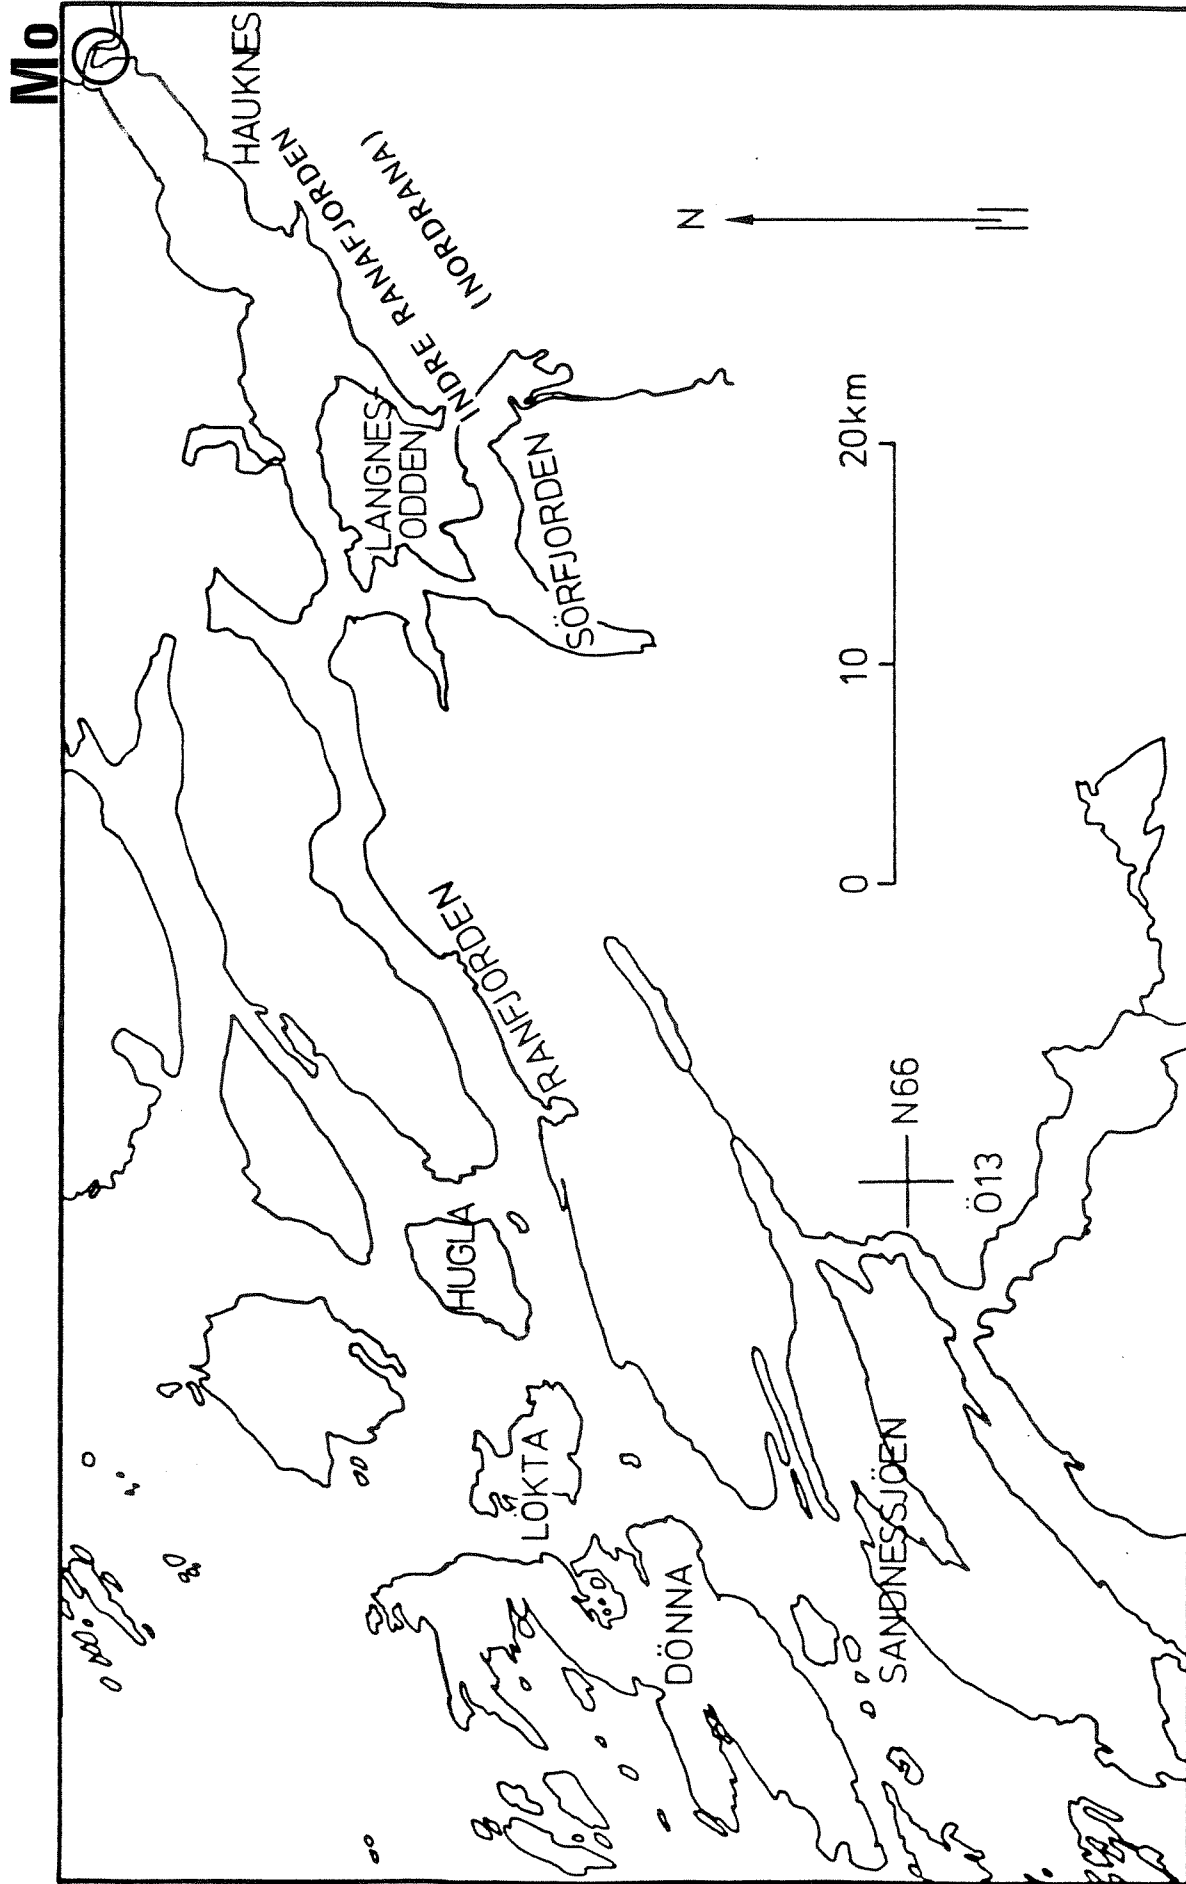 Mo
HAUKNES
INDRE RANAFJORDEN
(NORDRANA)
LANGNES-
ODDEN
SÖRFJORDEN
RANFJORDEN
HUGLA
LÖKTA
DÖNNA
SANDNESSJÖEN
N
0 10 20km
N66
Ö13